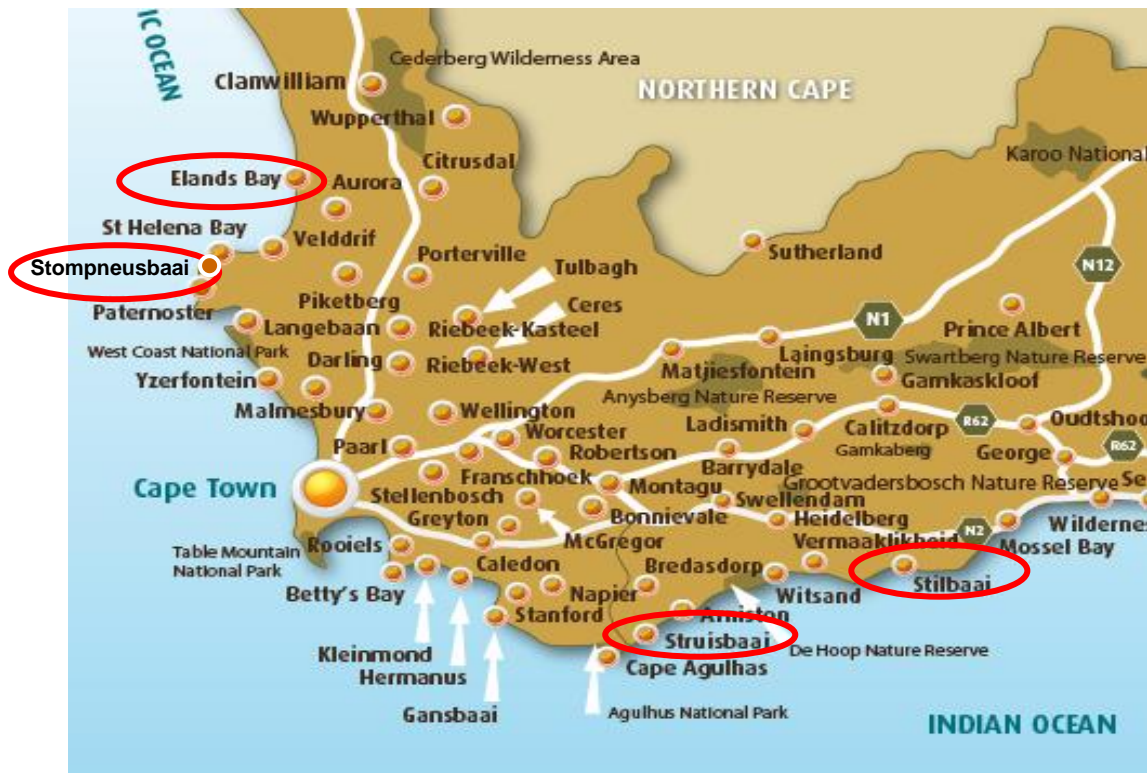 IC OCEAN
Cederberg Wilderness Area
Clanwilliam
NORTHERN CAPE
Wupperthal
Citrusdal
Karoo National
Elands Bay
Aurora
St Helena Bay
Velddrif
Sutherland
Stompneusbaai
Porterville
Tulbagh
N12
Piketberg
Ceres
Paternoster
Langebaan
Riebeek-Kasteel
N1
Prince Albert
West Coast National Park
Darling
Riebeek-West
Laingsburg
Swartberg Nature Reserve
Yzerfontein
Matjiesfontein
Gamkaskloof
Anysberg Nature Reserve
Malmesbury
Wellington
Ladismith
Calitzdorp
R62
Oudtshoo
Worcester
Paarl
Robertson
Barrydale
Gamkaberg
George
R62
Franschhoek
Cape Town
Stellenbosch
Montagu
Grootvadersbosch Nature Reserve
Se
Swellendam
Greyton
Bonnievale
Heidelberg
N2
Wildernes
McGregor
Vermaaklikheid
Mossel Bay
Rooiels
Table Mountain
National Park
Caledon
Bredasdorp
Betty's Bay
Napier
Witsand
Stilbaai
Stanford
Arniston
Struisbaai
De Hoop Nature Reserve
Kleinmond
Hermanus
Cape Agulhas
Gansbaai
Agulhus National Park
INDIAN OCEAN